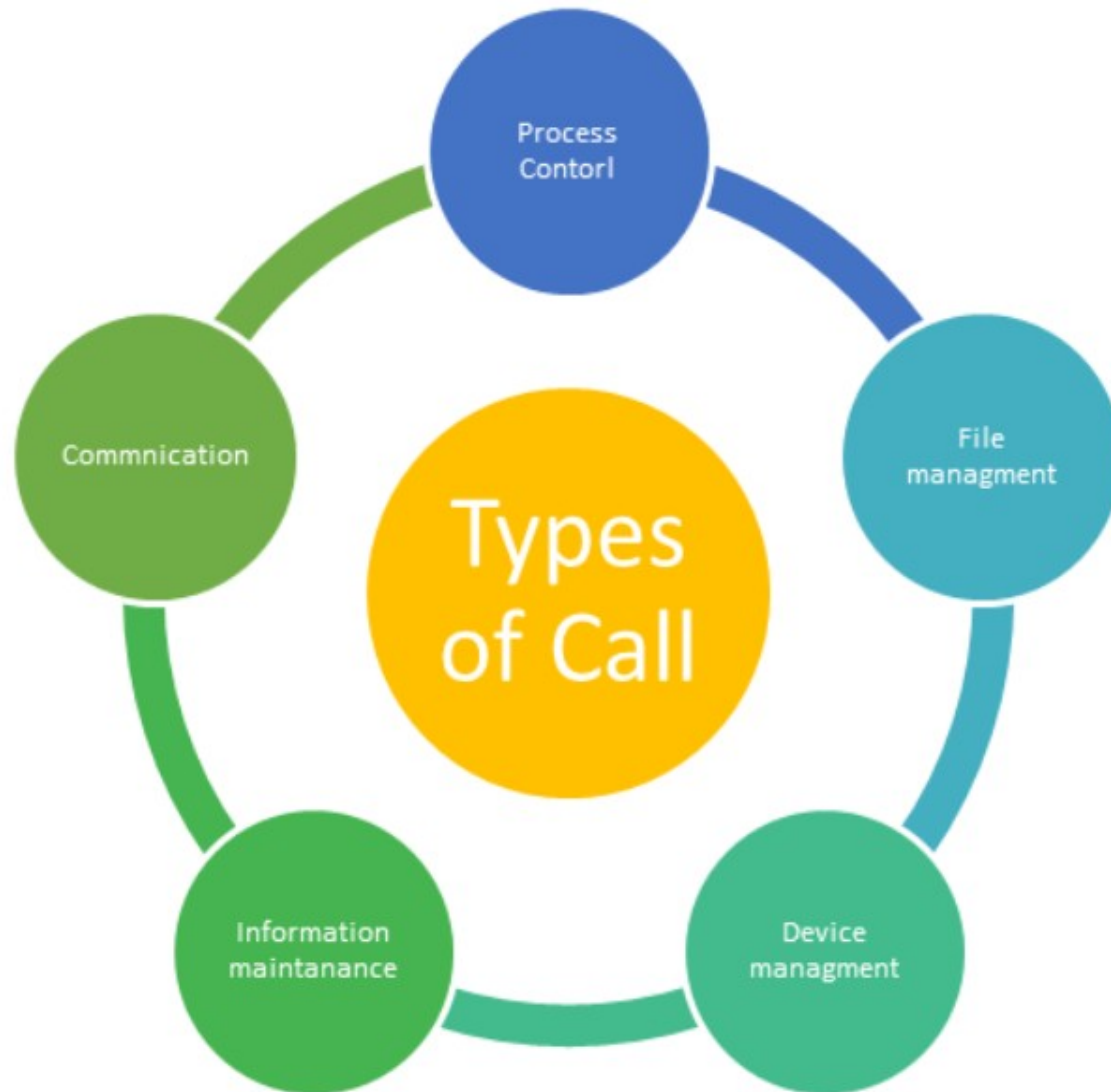 Process
Contorl
File
managment
Commnication
Types
of Call
Information
maintanance
Device
managment